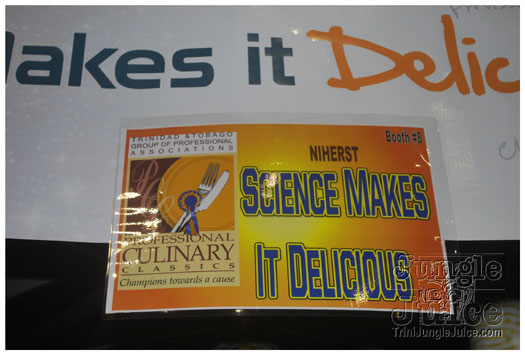 Makes it Delic
TRINIDAD & TOBAGO
GROUP OF PROFESSIONAL
ASSOCIATIONS
PROFESSIONAL
CULINARY
CLASSICS
Champions towards a cause
Booth #8
NIHERST
SCIENCE MAKES
IT DELICIOUS
Jungle
Juice
TriniJungleJuice.com